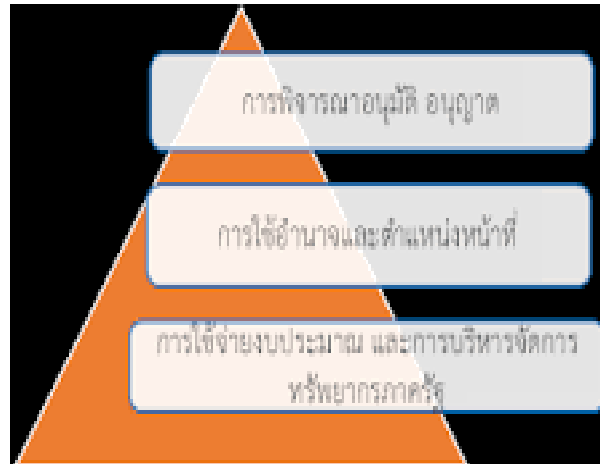 การพิจารณาอนุมัติ อนุญาต
การใช้อำนาจและตำแหน่งหน้าที่
การใช้จ่ายงบประมาณ และการบริหารจัดการ
ทรัพยากรภาครัฐ